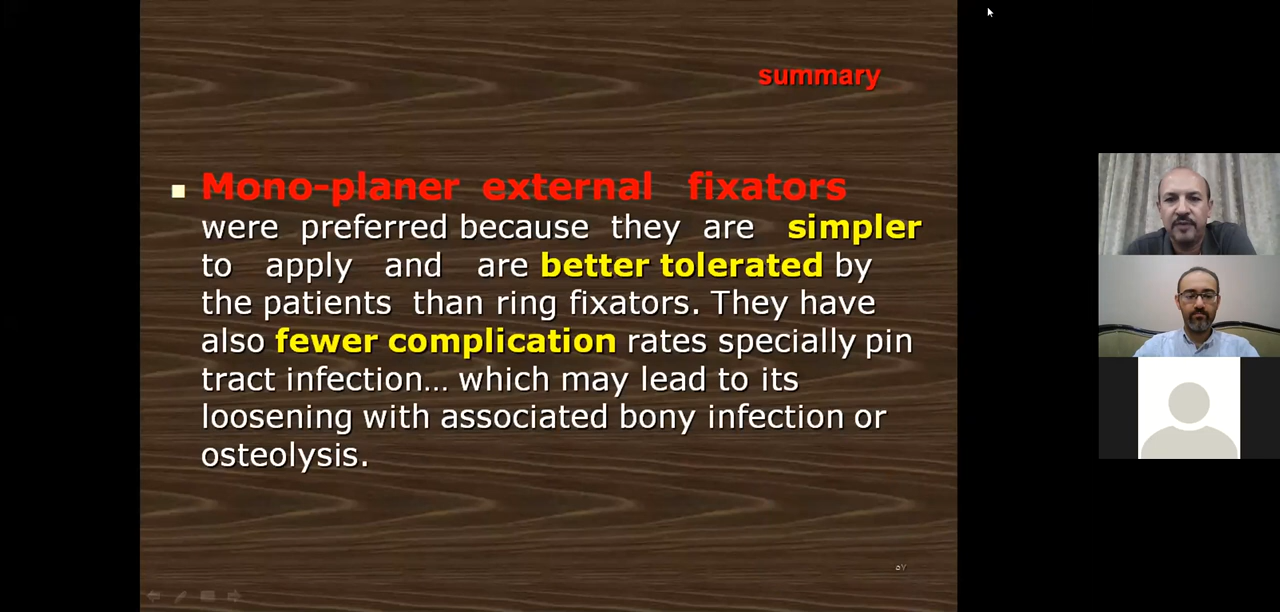 summary
Mono-planer external fixators
were preferred because they are simpler
to apply and are better tolerated by
the patients than ring fixators. They have
also fewer complication rates specially pin
tract infection… which may lead to its
loosening with associated bony infection or
osteolysis.
٥٧